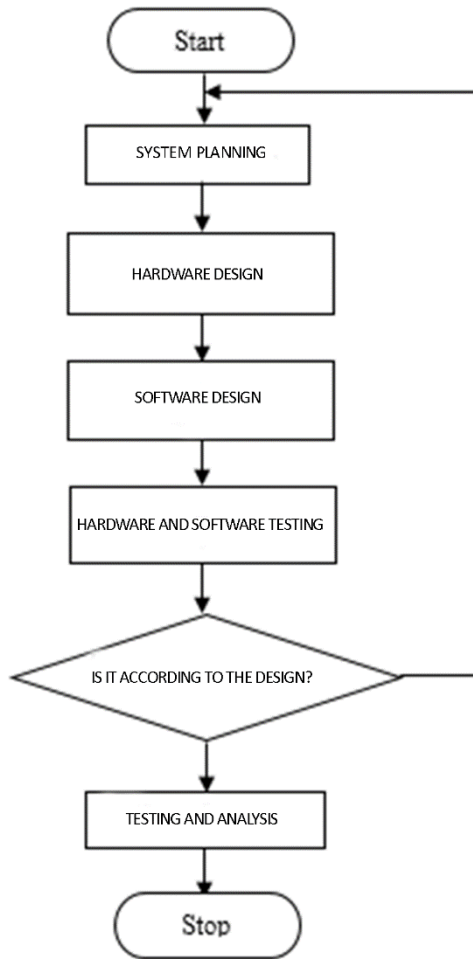 Start
SYSTEM PLANNING
HARDWARE DESIGN
SOFTWARE DESIGN
HARDWARE AND SOFTWARE TESTING
IS IT ACCORDING TO THE DESIGN?
TESTING AND ANALYSIS
Stop